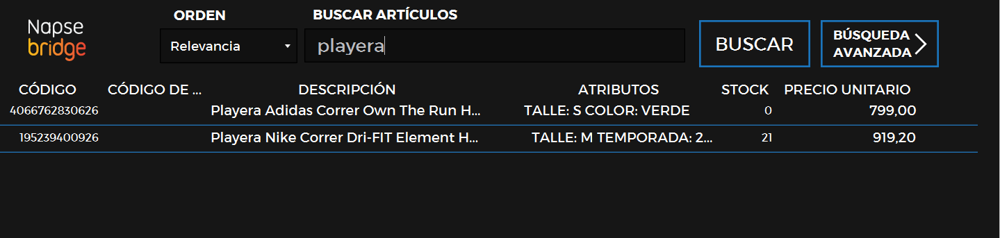 Napse
bridge
ORDEN
Relevancia
BUSCAR ARTÍCULOS
playera
BUSCAR
BÚSQUEDA
AVANZADA
CÓDIGO CÓDIGO DE ... DESCRIPCIÓN ATRIBUTOS STOCK PRECIO UNITARIO
4066762830626 Playera Adidas Correr Own The Run H... TALLE: S COLOR: VERDE 0 799,00
195239400926 Playera Nike Correr Dri-FIT Element H... TALLE: M TEMPORADA: 2... 21 919,20